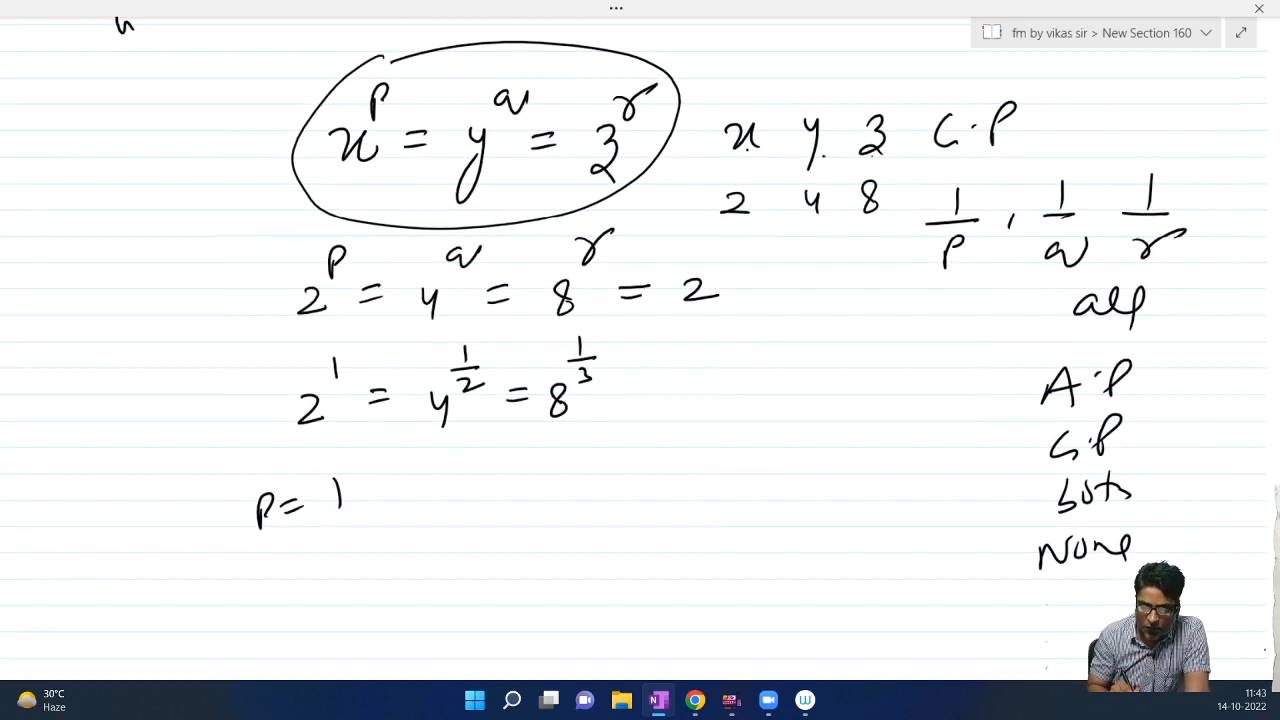 fm by vikas sir > New Section 160
x^p = y^q = z^r
x y z G.P
2 4 8
1/p , 1/q 1/r
2^p = 4^q = 8^r = 2
are
2^1 = 4^1/2 = 8^1/3
A.P
G.P
both
p = 1
None
30°C
Haze
11:43
14-10-2022